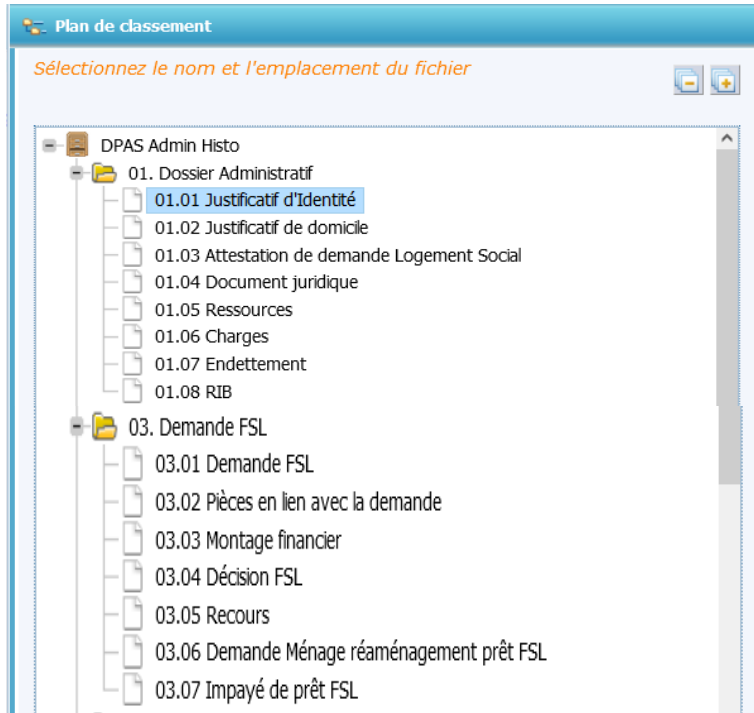 Plan de classement
Sélectionnez le nom et l'emplacement du fichier
DPAS Admin Histo
01. Dossier Administratif
01.01 Justificatif d'Identité
01.02 Justificatif de domicile
01.03 Attestation de demande Logement Social
01.04 Document juridique
01.05 Ressources
01.06 Charges
01.07 Endettement
01.08 RIB
03. Demande FSL
03.01 Demande FSL
03.02 Pièces en lien avec la demande
03.03 Montage financier
03.04 Décision FSL
03.05 Recours
03.06 Demande Ménage réaménagement prêt FSL
03.07 Impayé de prêt FSL